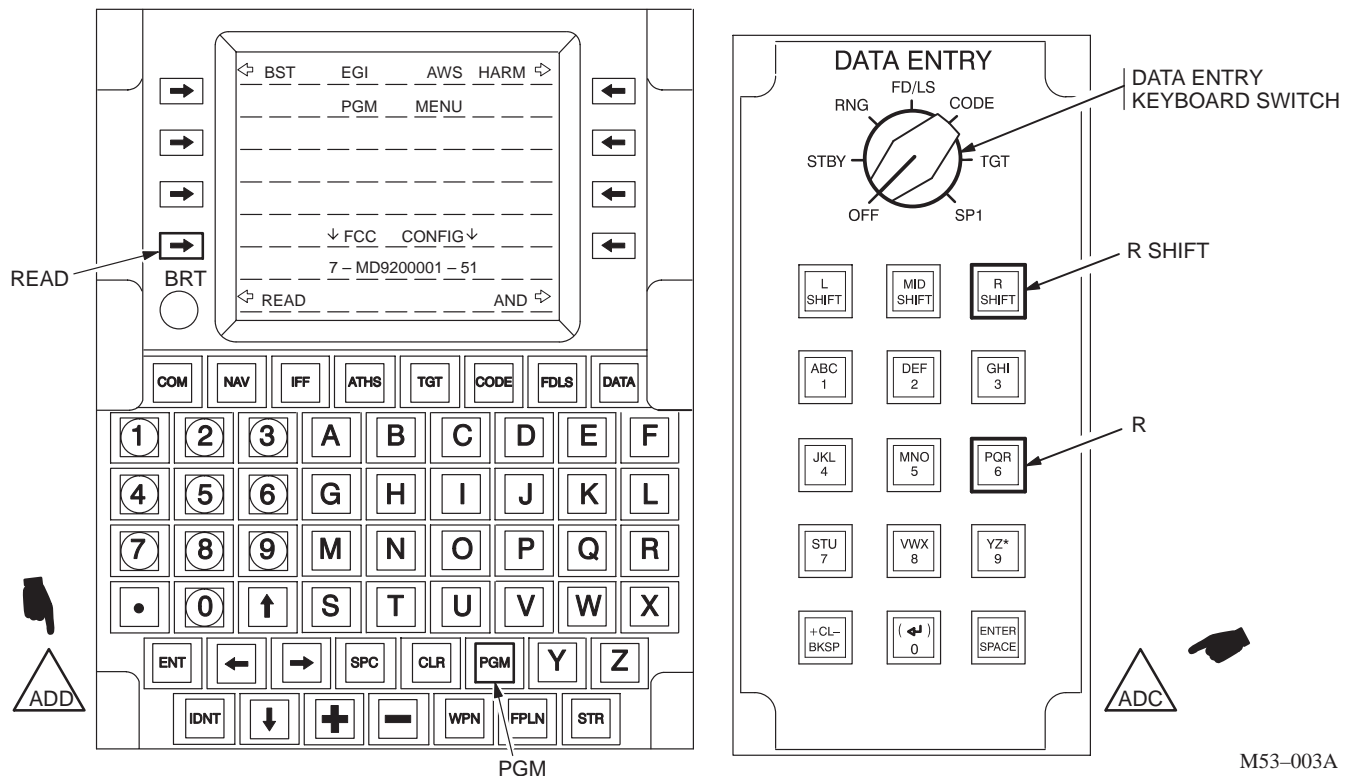 BST EGI AWS HARM
PGM MENU
FCC CONFIG
7 – MD9200001 – 51
READ AND
READ
BRT
COM NAV IFF ATHS TGT CODE FDLS DATA
1 2 3 A B C D E F
4 5 6 G H I J K L
7 8 9 M N O P Q R
• 0 ↑ S T U V W X
ENT ← → SPC CLR PGM Y Z
IDNT ↓ + − WPN FPLN STR
ADD
PGM
DATA ENTRY
FD/LS
RNG CODE
STBY TGT
OFF SP1
DATA ENTRY
KEYBOARD SWITCH
R SHIFT
L
SHIFT
MID
SHIFT
R
SHIFT
ABC
1
DEF
2
GHI
3
R
JKL
4
MNO
5
PQR
6
STU
7
VWX
8
YZ*
9
+CL–
BKSP
(↲)
0
ENTER
SPACE
ADC
M53–003A